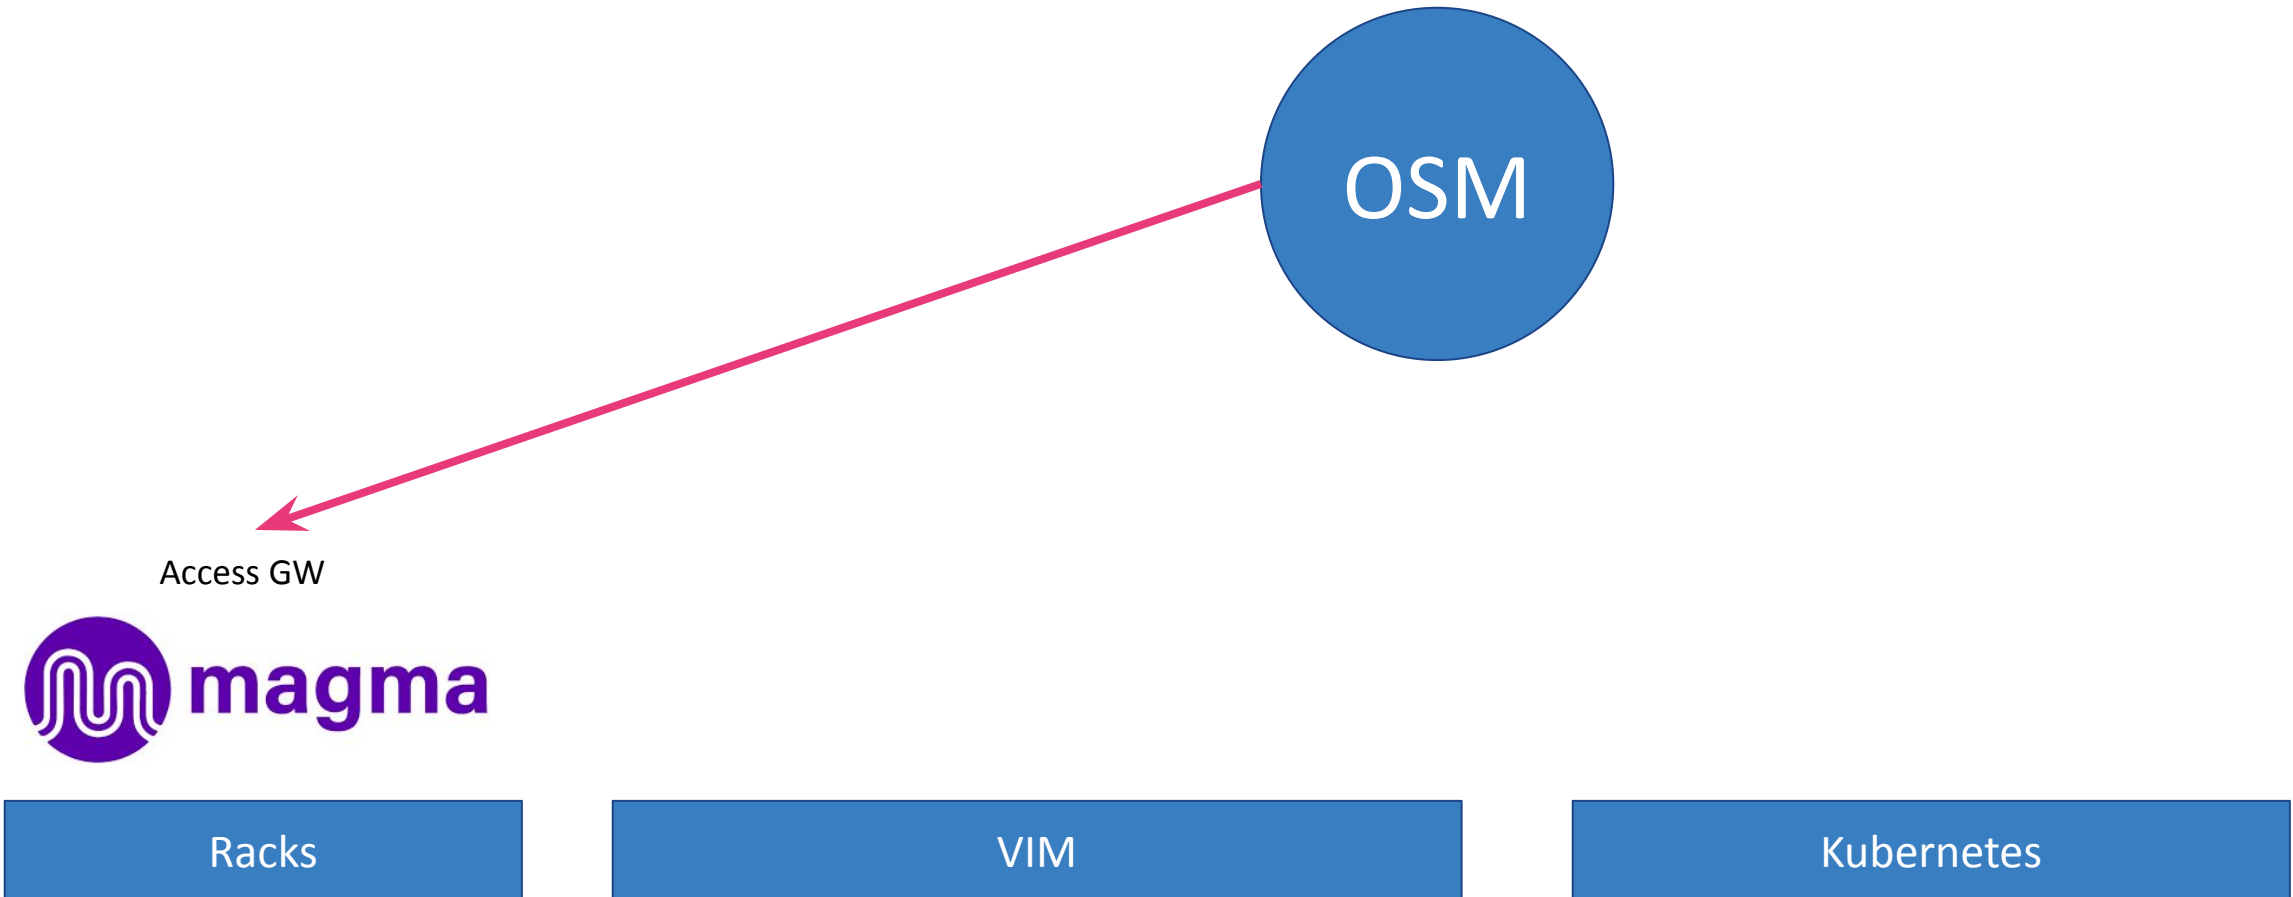 OSM
Access GW
magma
Racks
VIM
Kubernetes